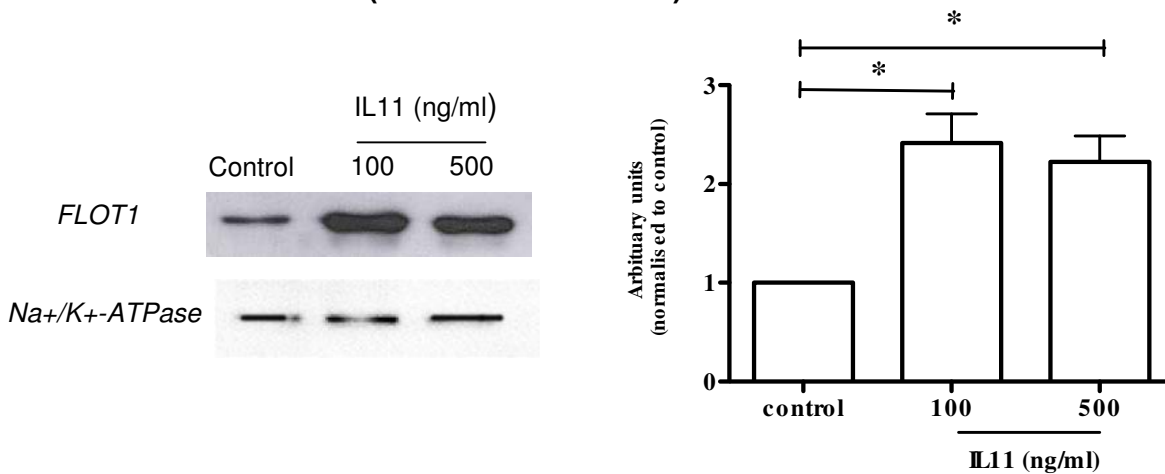 IL11 (ng/ml)
Control 100 500
FLOT1
Na+/K+-ATPase
*
*
3
2
1
0
Arbituary units
(normalised to control)
control 100 500
IL11 (ng/ml)